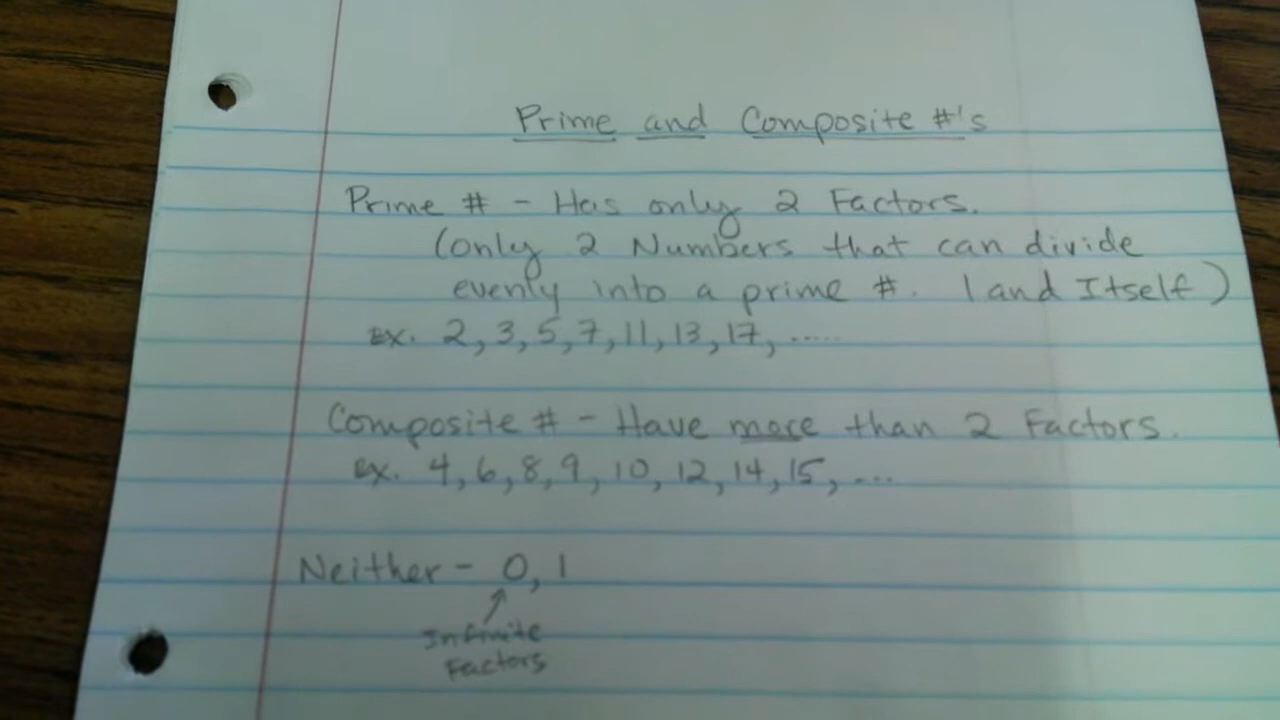 Prime and Composite #'s
Prime # - Has only 2 Factors.
(only 2 Numbers that can divide
evenly into a prime #. 1 and Itself)
Ex. 2, 3, 5, 7, 11, 13, 17, .....
Composite # - Have more than 2 Factors.
Ex. 4, 6, 8, 9, 10, 12, 14, 15, ...
Neither - 0, 1
Infinite
Factors